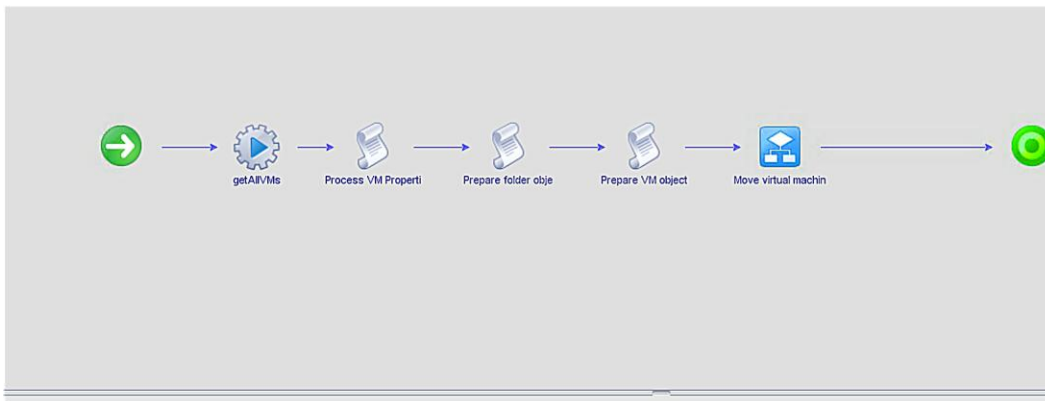 getAllVMs
Process VM Properti
Prepare folder obje
Prepare VM object
Move virtual machin